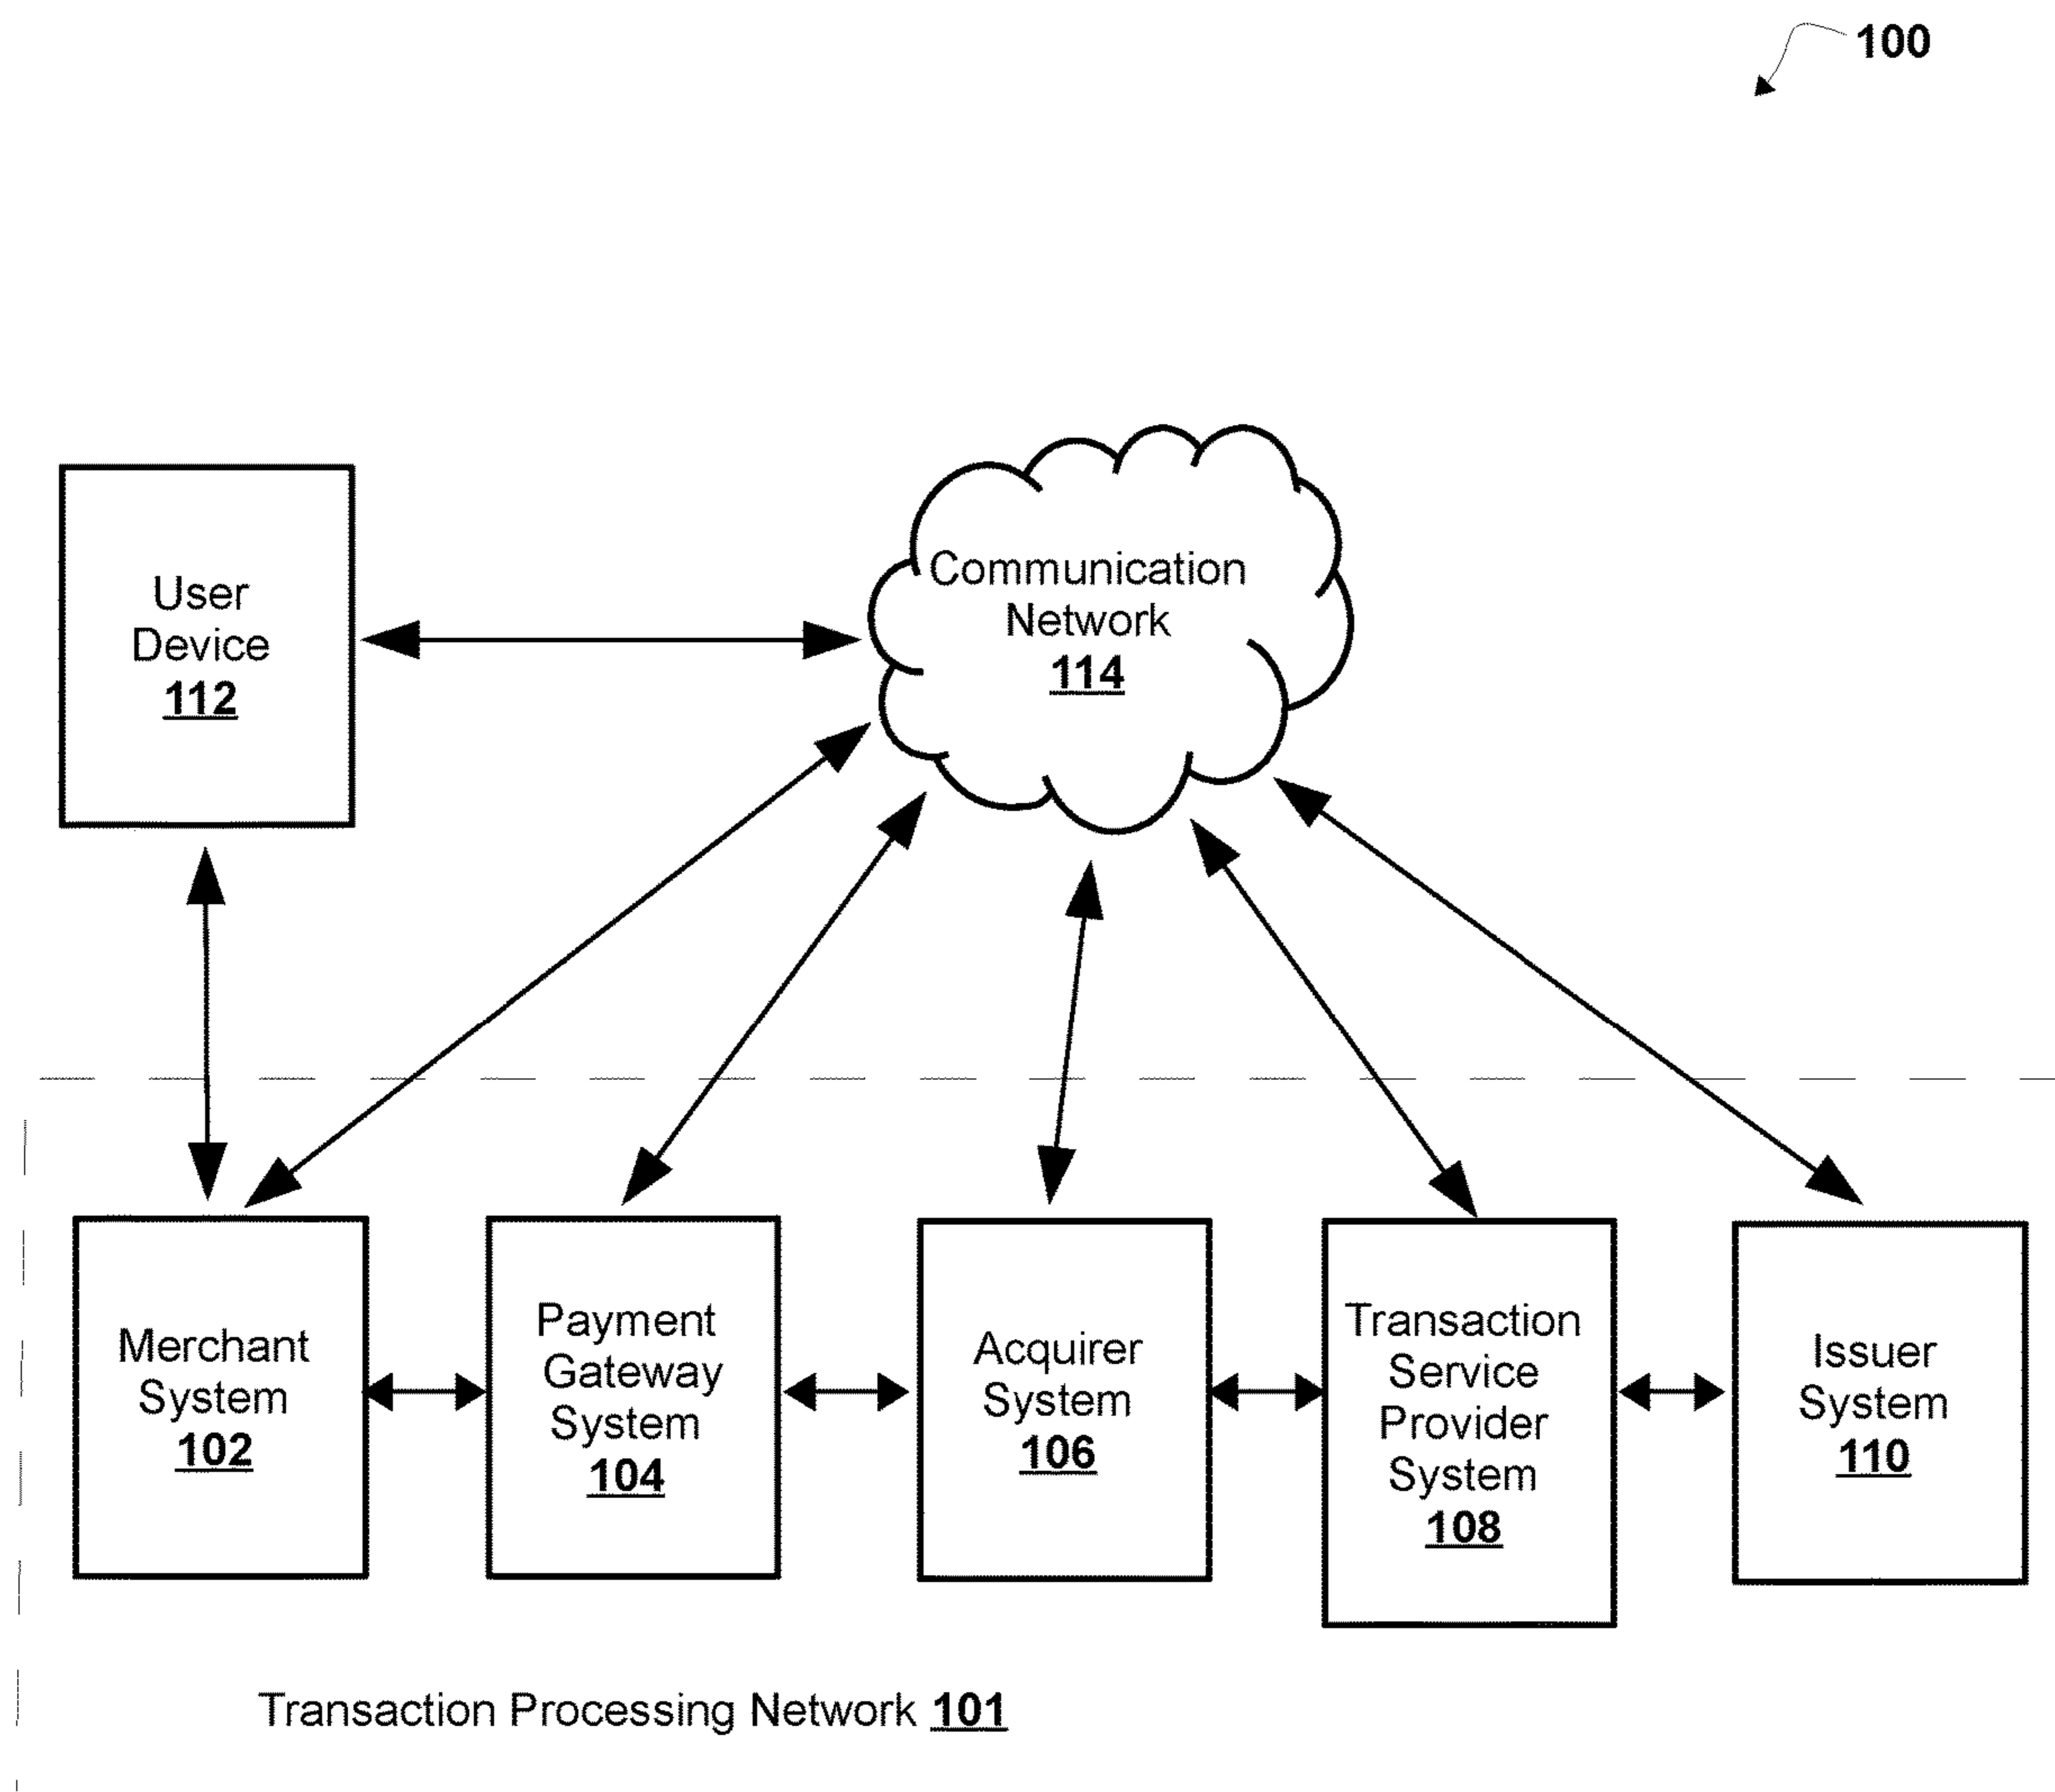 100
User
Device
112
Communication
Network
114
Merchant
System
102
Payment
Gateway
System
104
Acquirer
System
106
Transaction
Service
Provider
System
108
Issuer
System
110
Transaction Processing Network 101